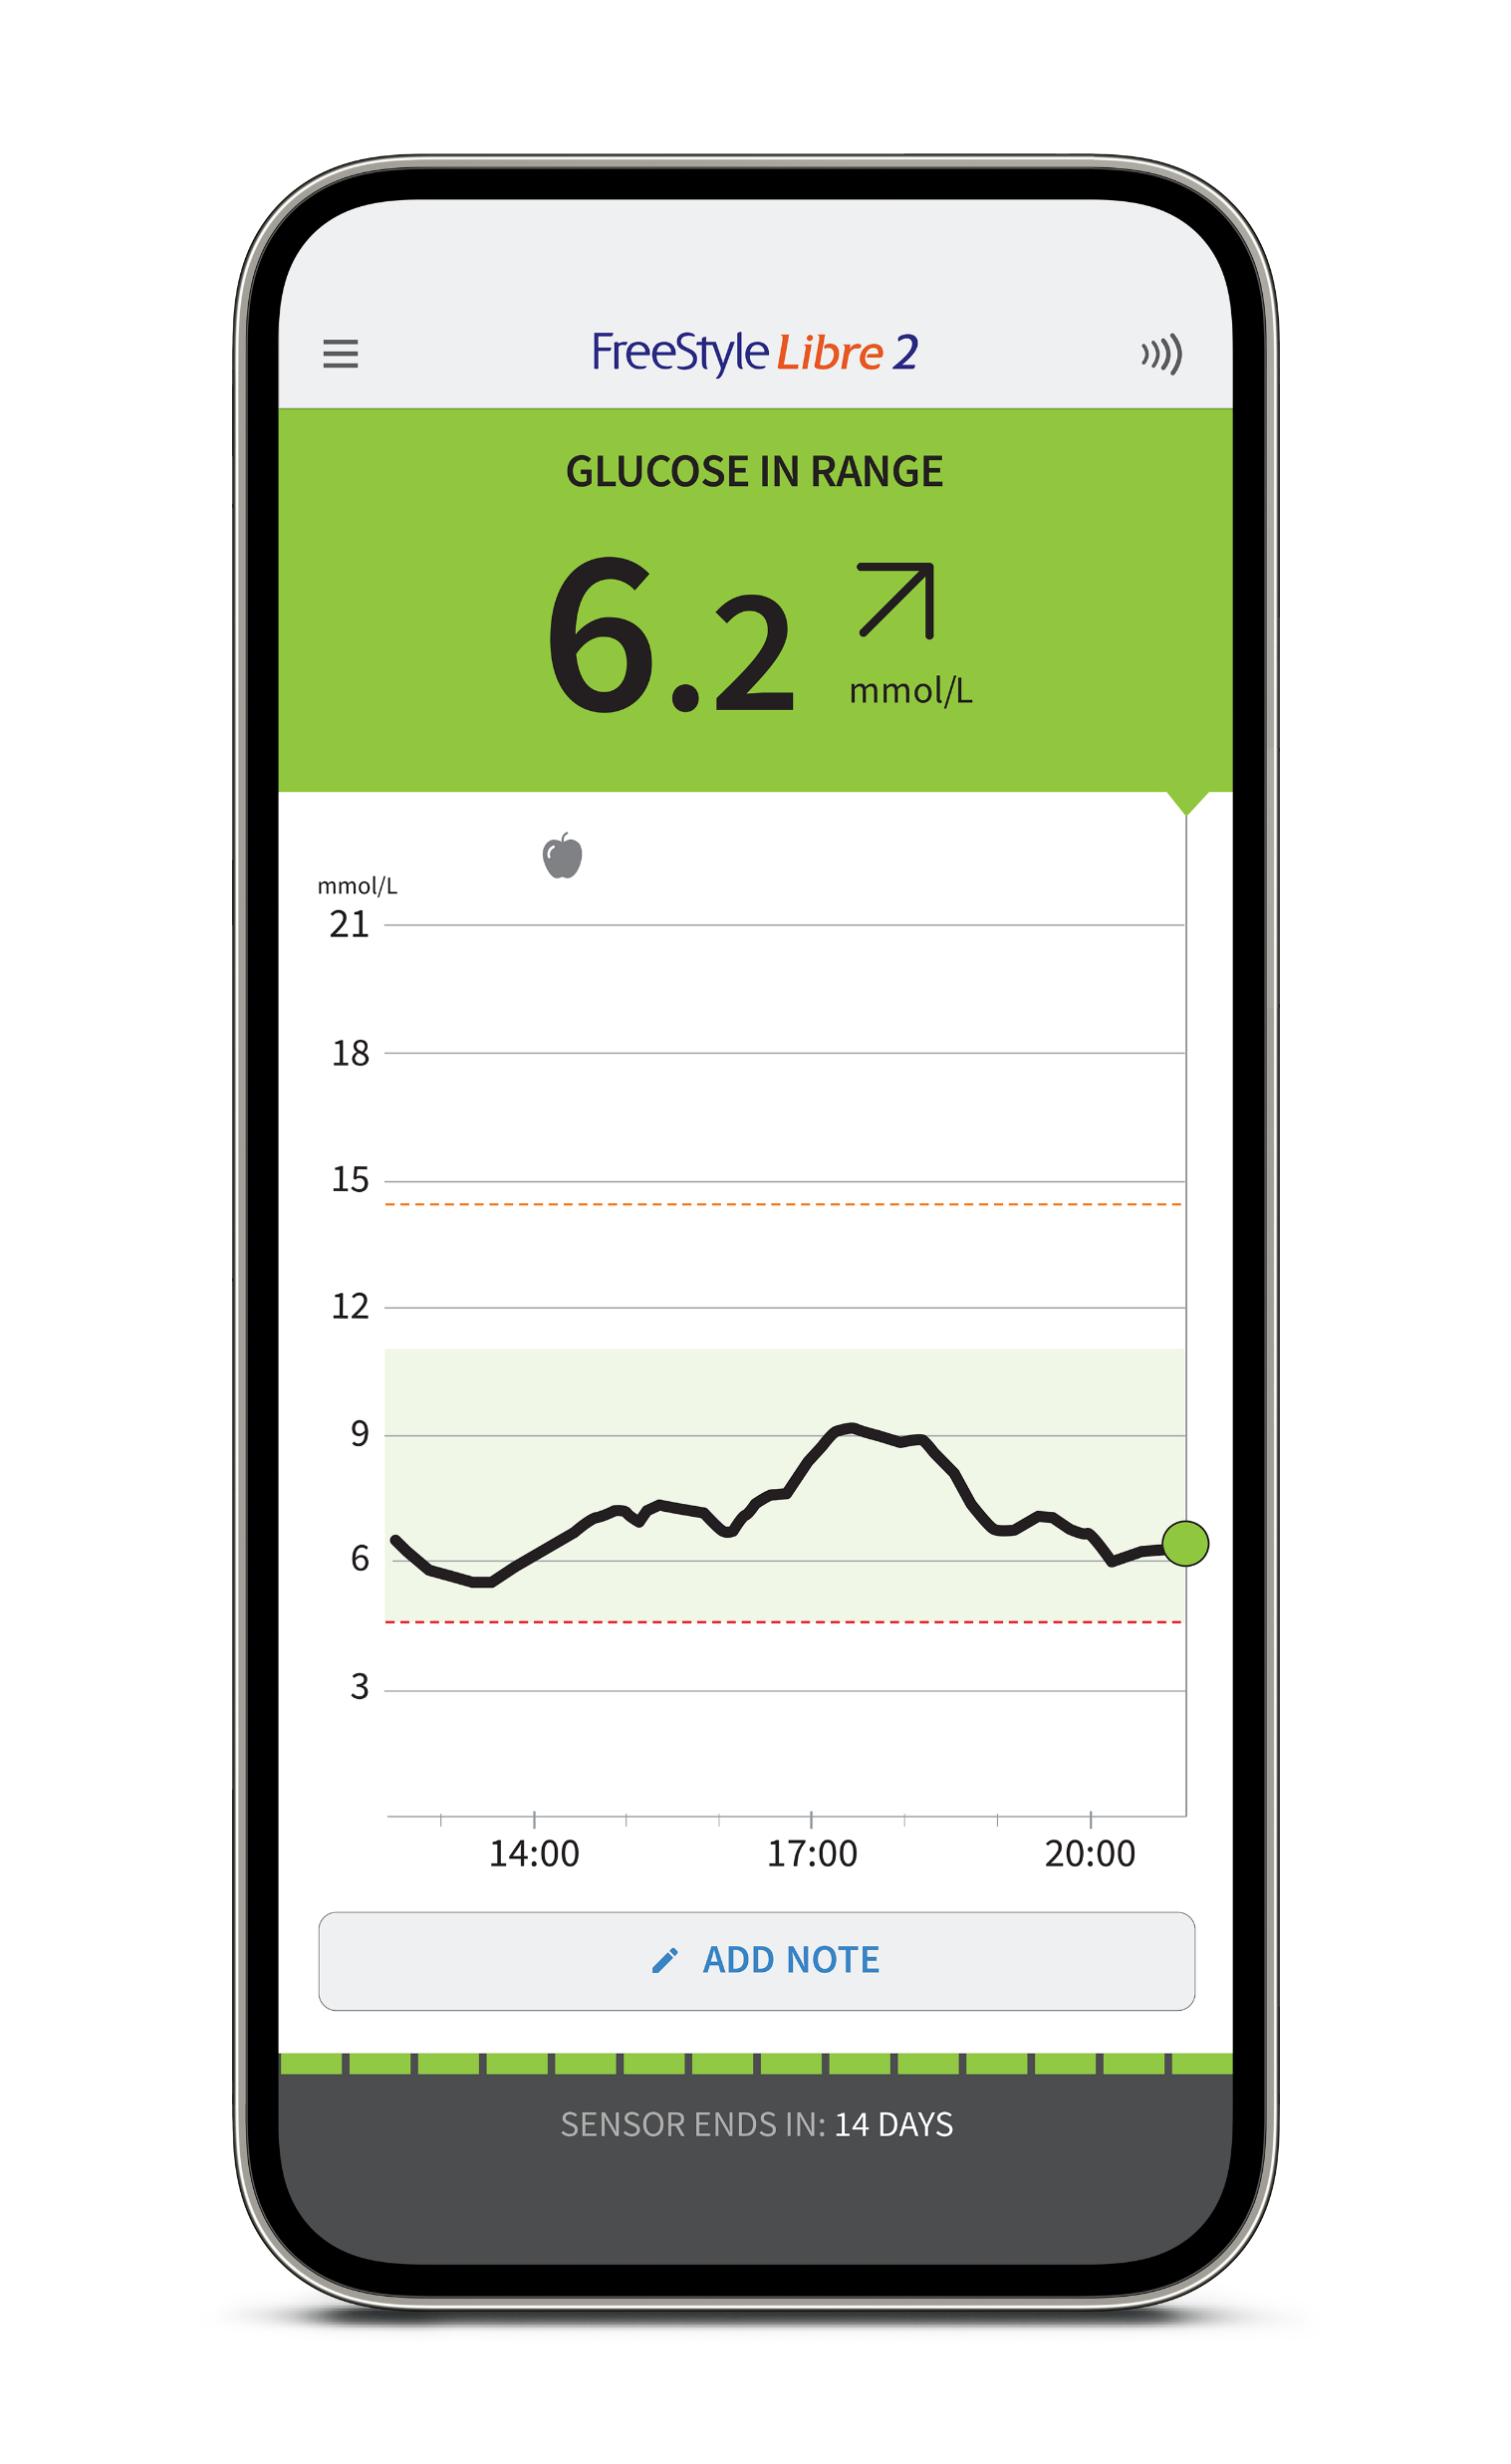 FreeStyle Libre 2
GLUCOSE IN RANGE
6.2
mmol/L
mmol/L
21
18
15
12
9
6
3
14:00 17:00 20:00
ADD NOTE
SENSOR ENDS IN: 14 DAYS